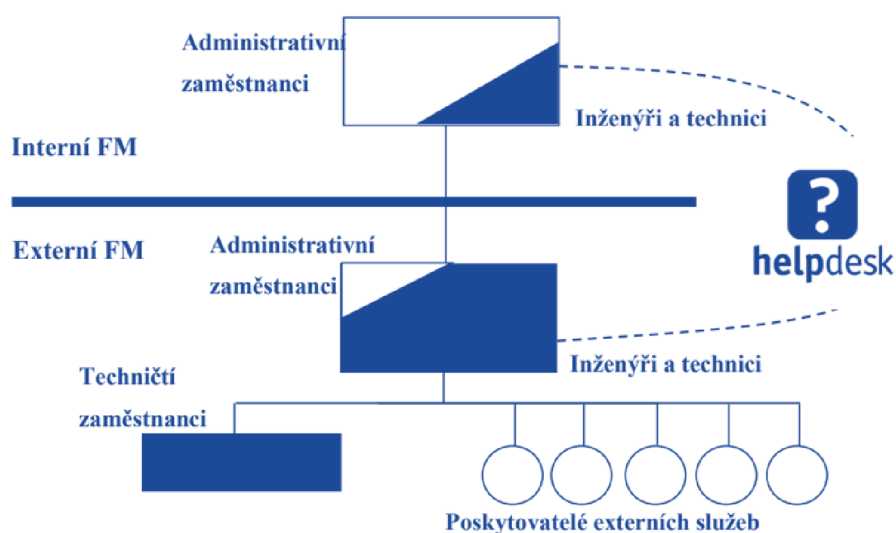 Administrativní
zaměstnanci
Inženýři a technici
Interní FM
?
helpdesk
Externí FM
Administrativní
zaměstnanci
Inženýři a technici
Techničtí
zaměstnanci
Poskytovatelé externích služeb